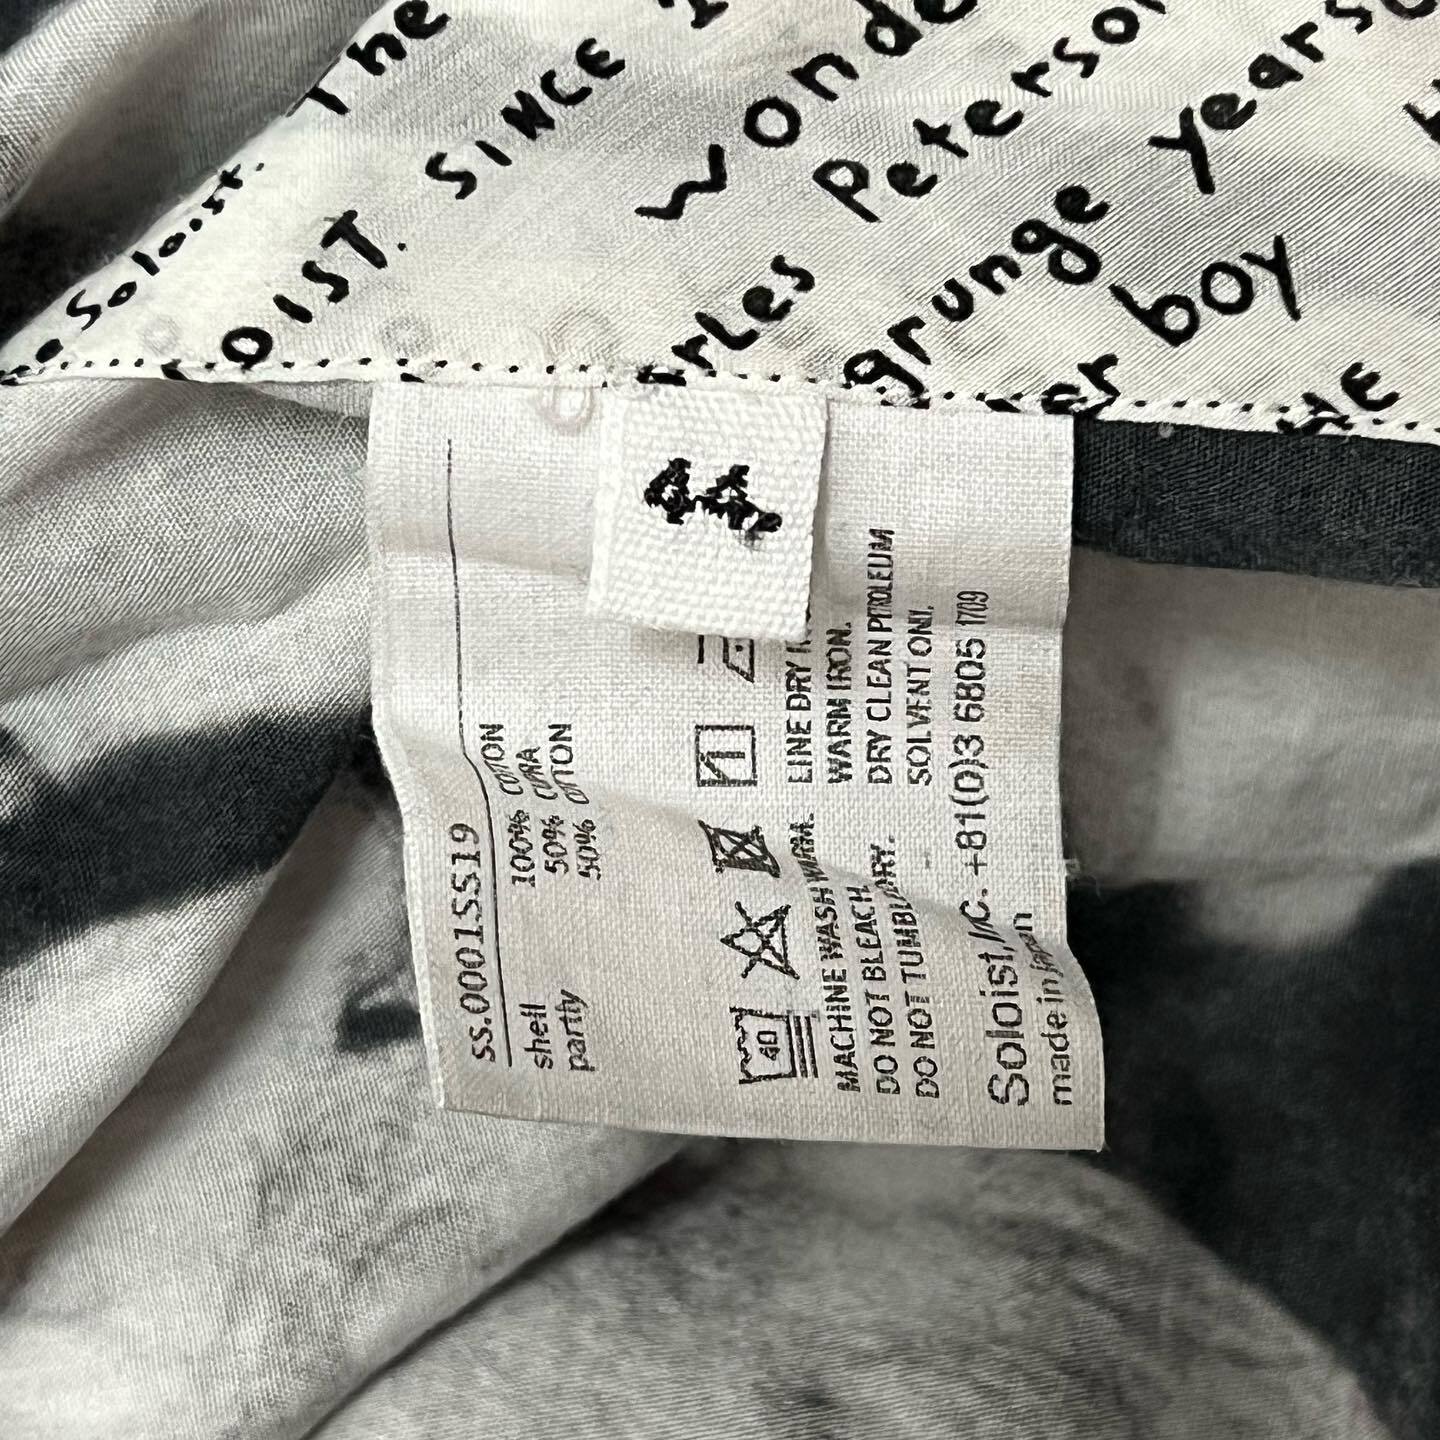 The
Soloist.
SINCE
OIST.
Wonde
Peterso
rLes
years
grunge
boy
44.
ss.0001SS19
shell 100% COTTON
50% CUPRA
partly 50% COTTON
40
MACHINE WASH WARM. LINE DRY
DO NOT BLEACH. WARM IRON.
DO NOT TUMBLE DRY. DRY CLEAN PETROLEUM
SOLVENT ONLY.
Soloist,Inc. +81(0)3 6805 1709
made in japan